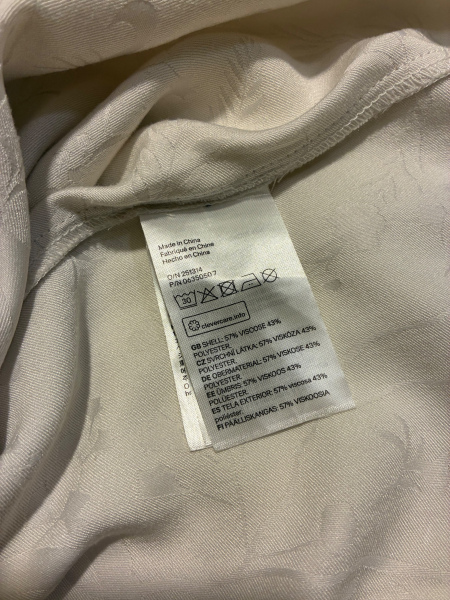 Made in China
Fabriqué en Chine
Hecho en China
O/N 251314
P/N 06350507
30
clevercare.info
GB SHELL: 57% VISCOSE 43%
POLYESTER.
CZ SVRCHNÍ LÁTKA: 57% VISKÓZA 43%
POLYESTER.
DE OBERMATERIAL: 57% VISKOSE 43%
POLYESTER.
EE ÜMBRIS: 57% VISKOOS 43%
POLÜESTER.
ES TELA EXTERIOR: 57% viscosa 43%
poliéster.
FI PÄÄLLISKANGAS: 57% VISKOOSIA